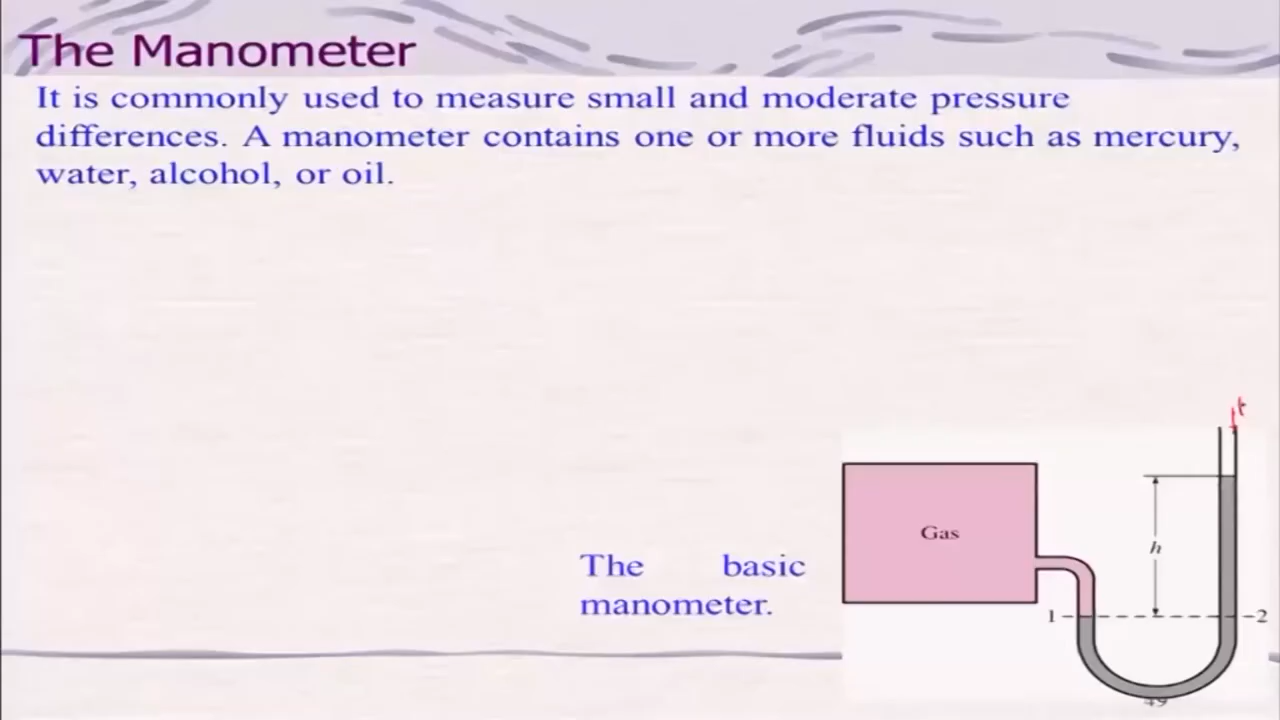 The Manometer
It is commonly used to measure small and moderate pressure
differences. A manometer contains one or more fluids such as mercury,
water, alcohol, or oil.
Gas
h
The basic
manometer.
1
2
49